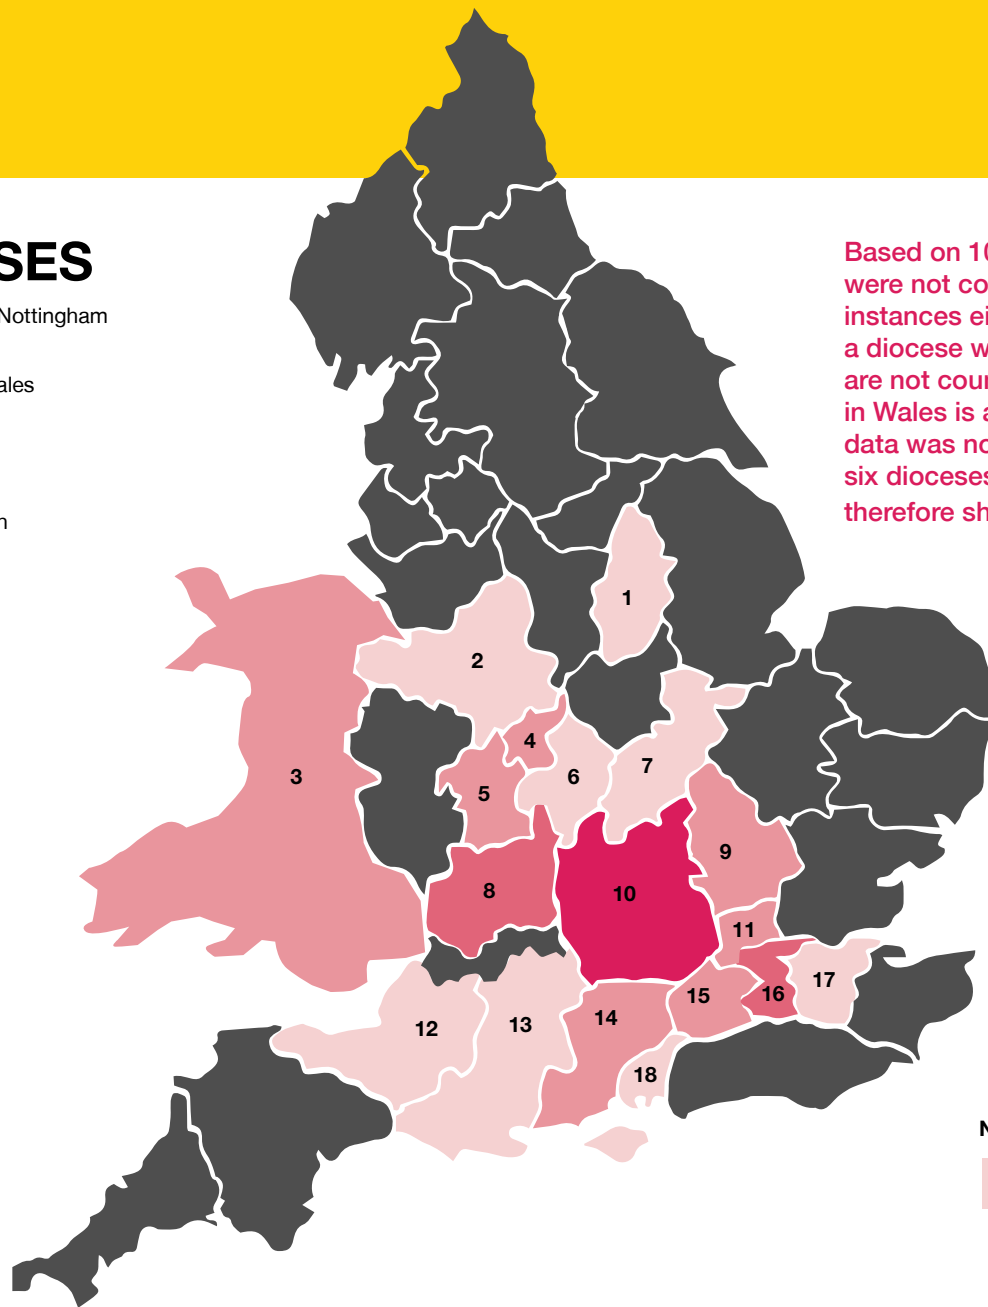 SES
Nottingham
ales
n
Based on 10
were not co
instances ei
a diocese w
are not coun
in Wales is a
data was no
six dioceses
therefore sh
1
2
3
4
5
6
7
8
9
10
11
12
13
14
15
16
17
18
N